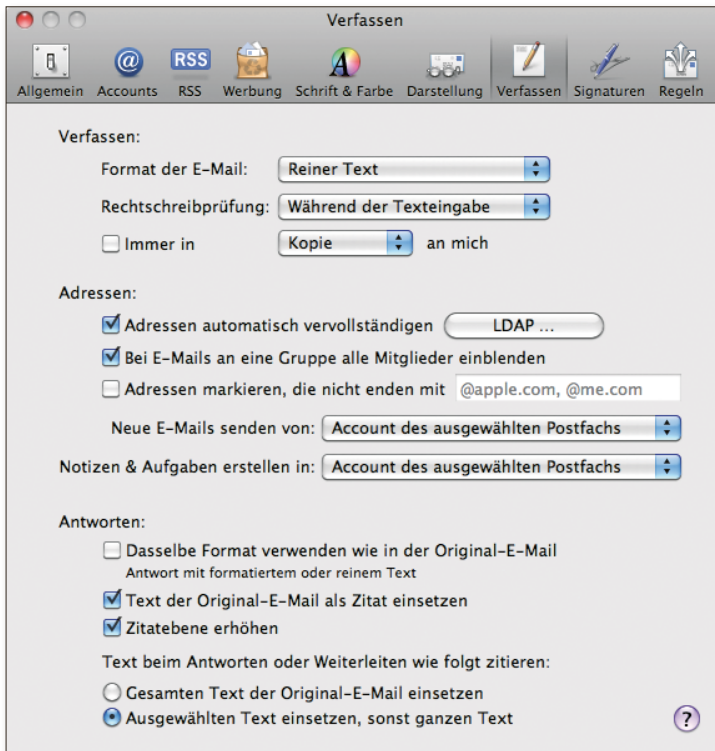 Verfassen
@ RSS A
Allgemein Accounts RSS Werbung Schrift & Farbe Darstellung Verfassen Signaturen Regeln
Verfassen:
Format der E-Mail: Reiner Text
Rechtschreibprüfung: Während der Texteingabe
Immer in Kopie an mich
Adressen:
Adressen automatisch vervollständigen LDAP ...
Bei E-Mails an eine Gruppe alle Mitglieder einblenden
Adressen markieren, die nicht enden mit @apple.com, @me.com
Neue E-Mails senden von: Account des ausgewählten Postfachs
Notizen & Aufgaben erstellen in: Account des ausgewählten Postfachs
Antworten:
Dasselbe Format verwenden wie in der Original-E-Mail
Antwort mit formatiertem oder reinem Text
Text der Original-E-Mail als Zitat einsetzen
Zitatebene erhöhen
Text beim Antworten oder Weiterleiten wie folgt zitieren:
Gesamten Text der Original-E-Mail einsetzen
Ausgewählten Text einsetzen, sonst ganzen Text ?